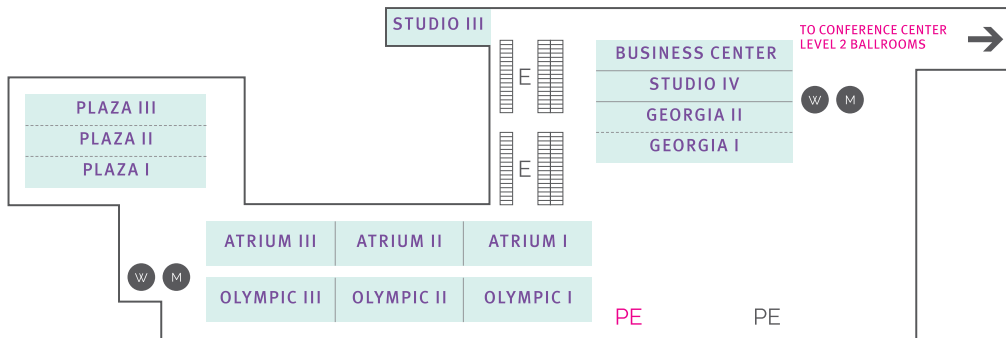 STUDIO III
TO CONFERENCE CENTER
LEVEL 2 BALLROOMS
BUSINESS CENTER
E
STUDIO IV
W M
PLAZA III
GEORGIA II
PLAZA II
GEORGIA I
PLAZA I
E
ATRIUM III ATRIUM II ATRIUM I
W M
OLYMPIC III OLYMPIC II OLYMPIC I
PE PE